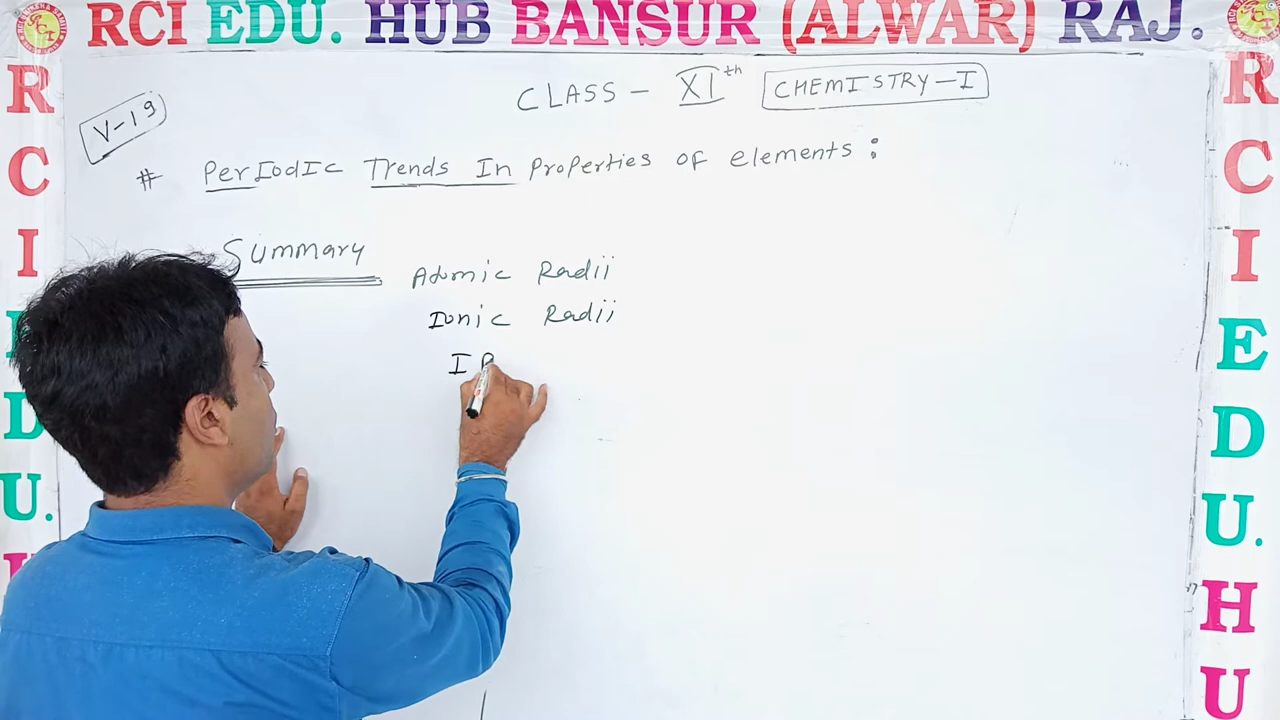 RCI EDU. HUB BANSUR (ALWAR) RAJ.
CLASS - XIth CHEMISTRY-I
V-19
# PerIodIc Trends In Properties of elements :
Summary
Atomic Radii
Ionic Radii
I
R
C
I
E
D
U.
H
R
C
I
E
D
U.
H
U